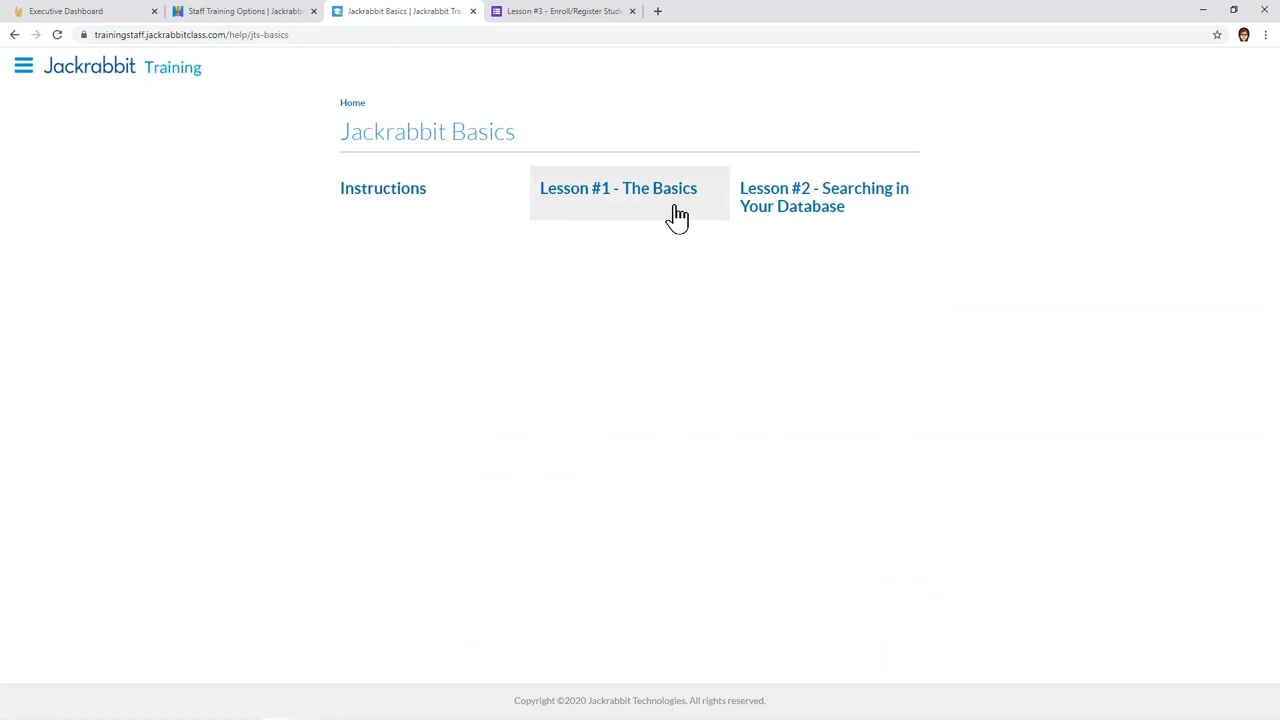 Executive Dashboard
Staff Training Options | Jackrabb
Jackrabbit Basics | Jackrabbit Tra
Lesson #3 - Enroll/Register Stude
trainingstaff.jackrabbitclass.com/help/jts-basics
Jackrabbit Training
Home
Jackrabbit Basics
Instructions
Lesson #1 - The Basics
Lesson #2 - Searching in
Your Database
Copyright ©2020 Jackrabbit Technologies. All rights reserved.